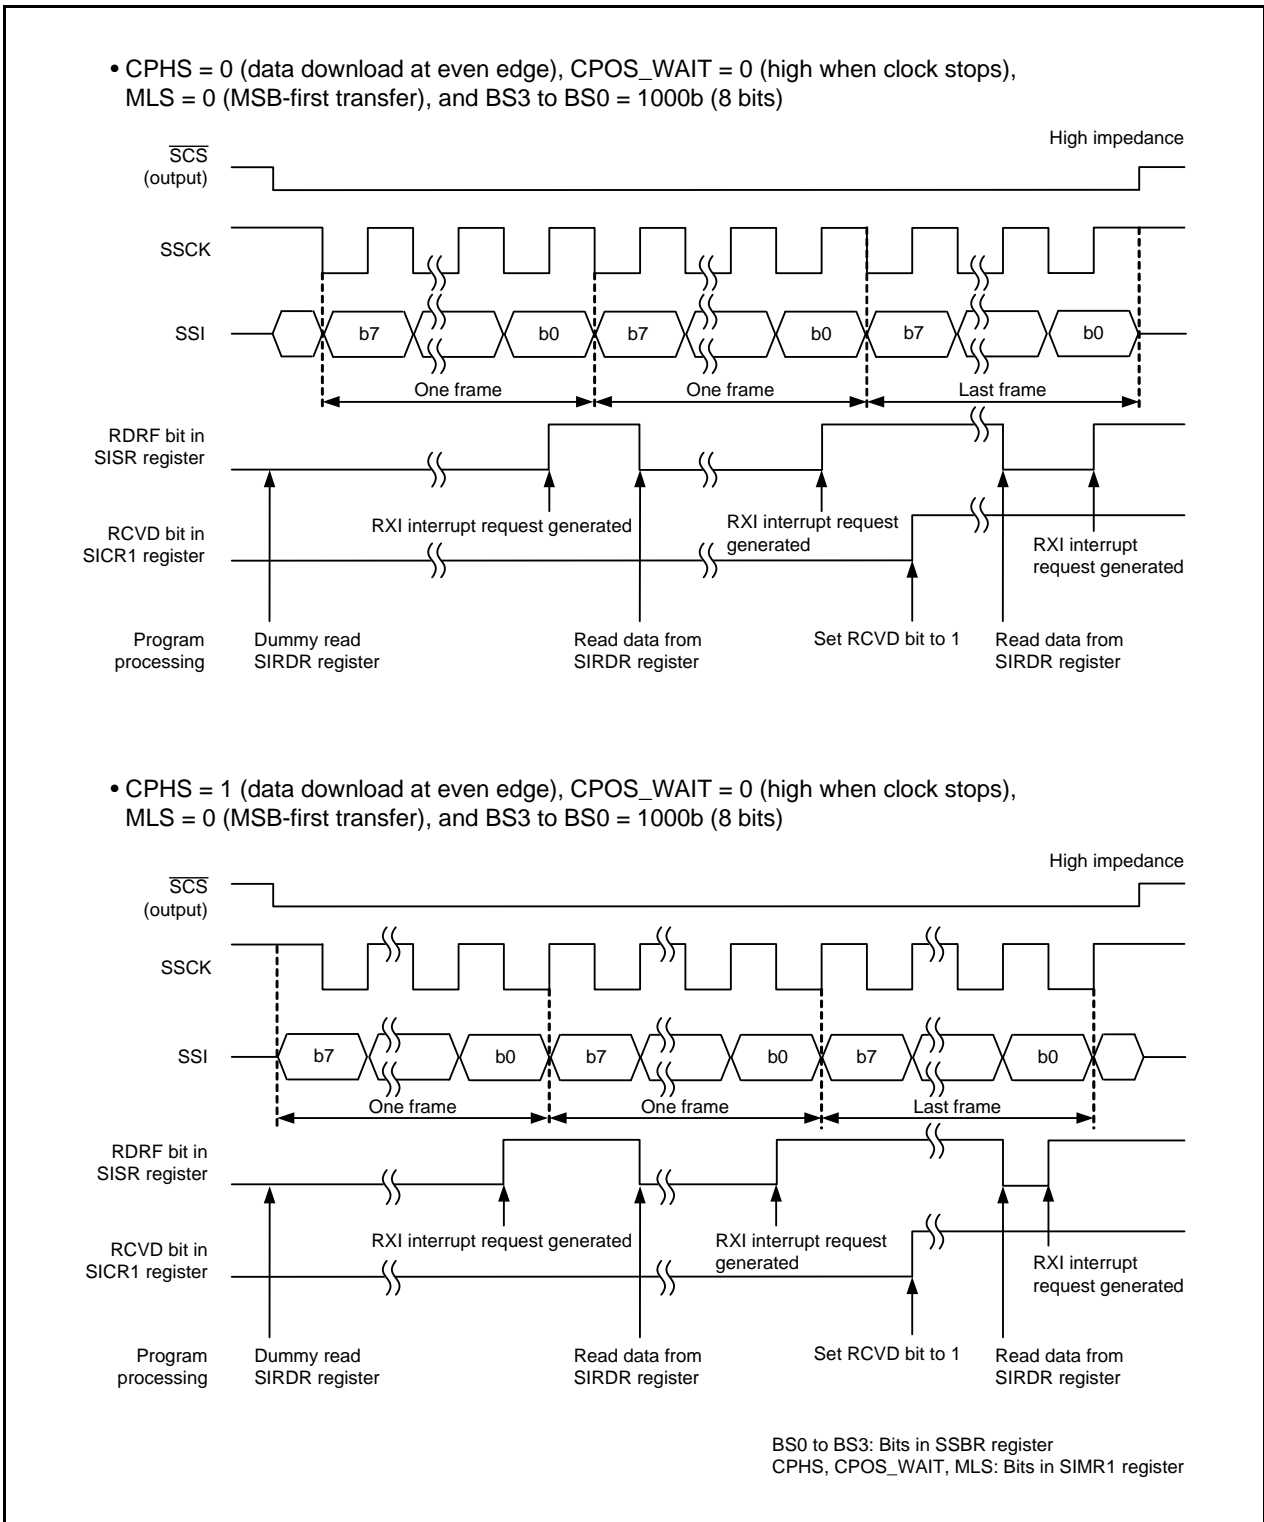 • CPHS = 0 (data download at even edge), CPOS_WAIT = 0 (high when clock stops),
MLS = 0 (MSB-first transfer), and BS3 to BS0 = 1000b (8 bits)
High impedance
SCS
(output)
SSCK
SSI
b7
b0
b7
b0
b7
b0
One frame
One frame
Last frame
RDRF bit in
SISR register
RXI interrupt request generated
RXI interrupt request
generated
RCVD bit in
SICR1 register
RXI interrupt
request generated
Program
processing
Dummy read
SIRDR register
Read data from
SIRDR register
Set RCVD bit to 1
Read data from
SIRDR register
• CPHS = 1 (data download at even edge), CPOS_WAIT = 0 (high when clock stops),
MLS = 0 (MSB-first transfer), and BS3 to BS0 = 1000b (8 bits)
High impedance
SCS
(output)
SSCK
SSI
b7
b0
b7
b0
b7
b0
One frame
One frame
Last frame
RDRF bit in
SISR register
RXI interrupt request generated
RXI interrupt request
generated
RCVD bit in
SICR1 register
RXI interrupt
request generated
Program
processing
Dummy read
SIRDR register
Read data from
SIRDR register
Set RCVD bit to 1
Read data from
SIRDR register
BS0 to BS3: Bits in SSBR register
CPHS, CPOS_WAIT, MLS: Bits in SIMR1 register